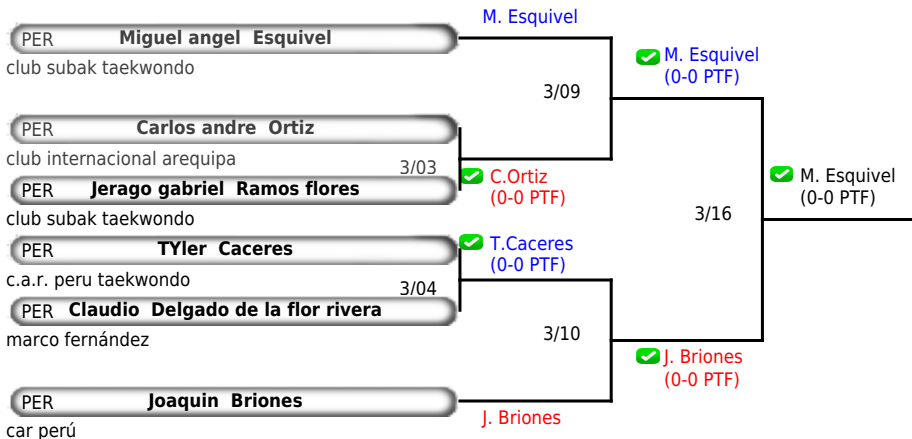 M. Esquivel
PER Miguel angel Esquivel
club subak taekwondo
M. Esquivel
(0-0 PTF)
3/09
PER Carlos andre Ortiz
club internacional arequipa
3/03
C.Ortiz
(0-0 PTF)
PER Jerago gabriel Ramos flores
club subak taekwondo
M. Esquivel
(0-0 PTF)
3/16
PER TYler Caceres
c.a.r. peru taekwondo
T.Caceres
(0-0 PTF)
3/04
PER Claudio Delgado de la flor rivera
marco fernández
3/10
J. Briones
(0-0 PTF)
PER Joaquin Briones
car perú
J. Briones